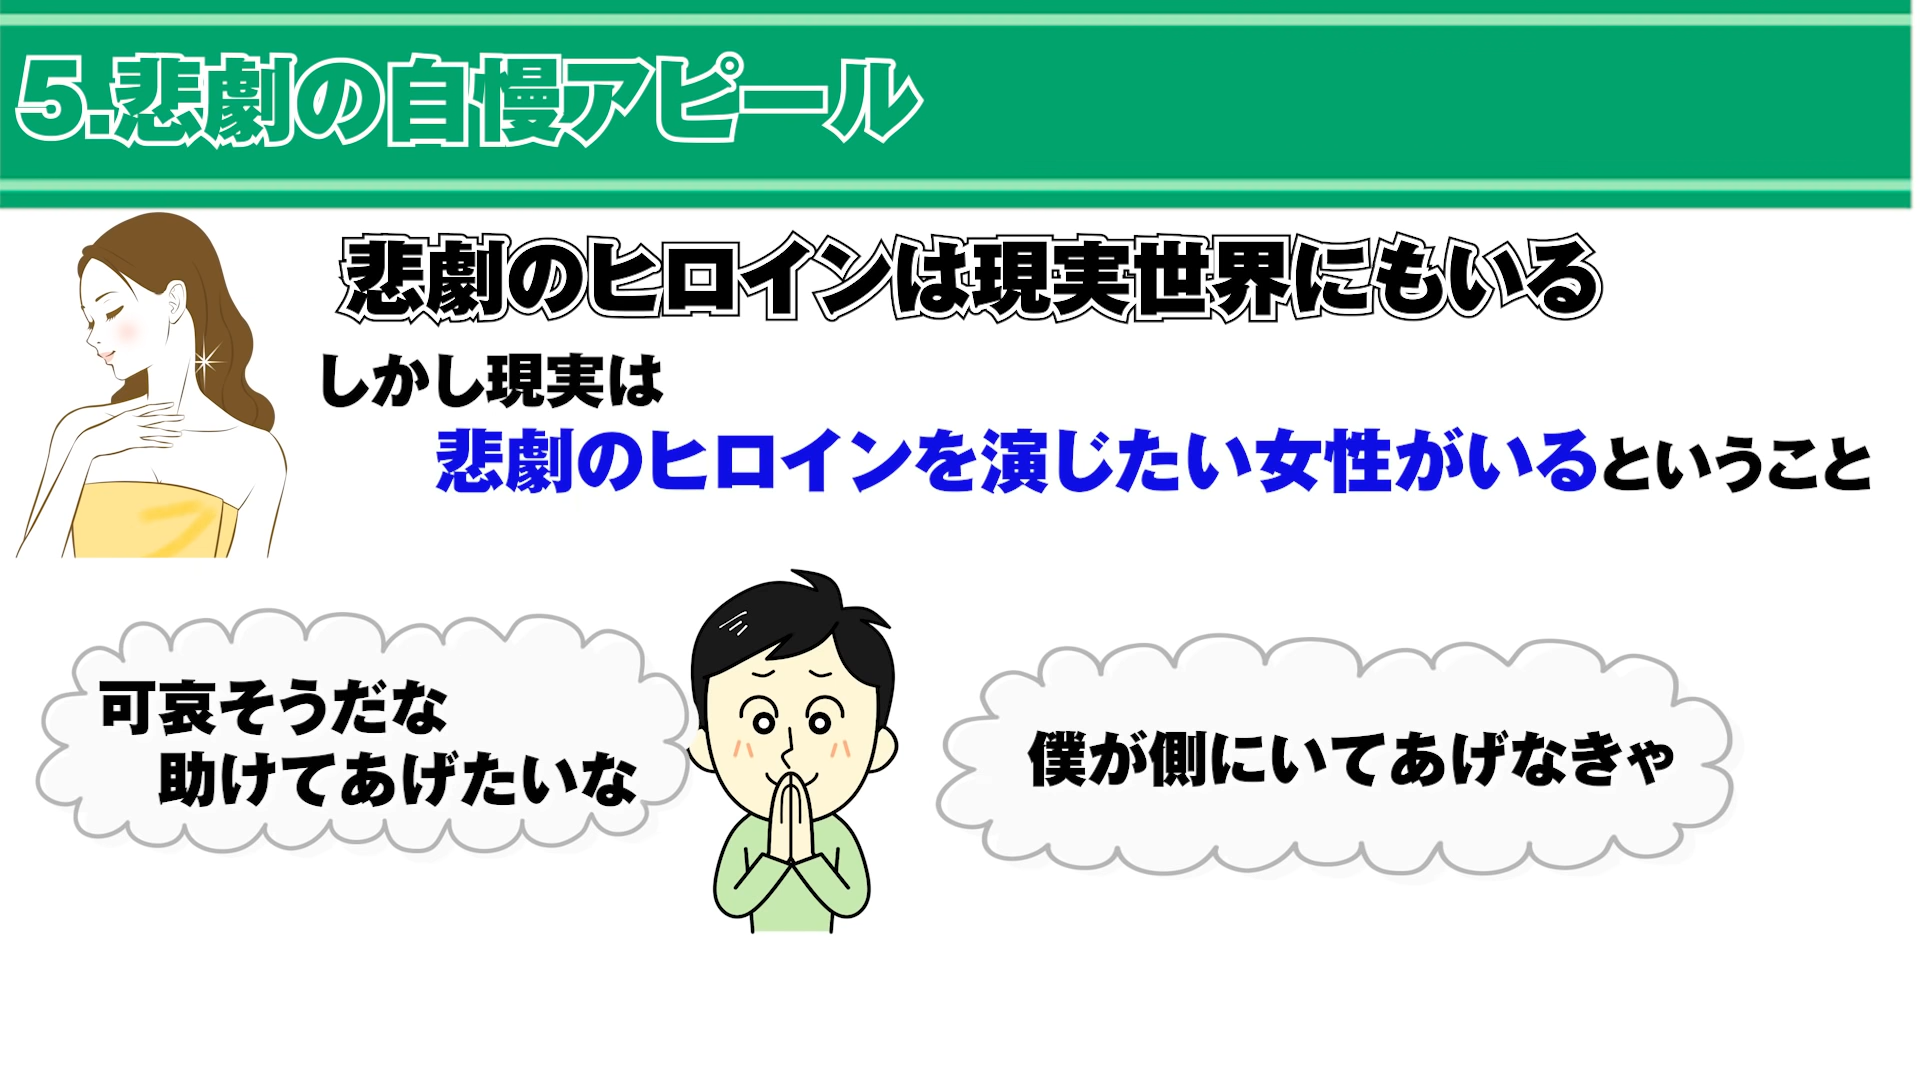 5.悲劇の自慢アピール
悲劇のヒロインは現実世界にもいる
しかし現実は
悲劇のヒロインを演じたい女性がいるということ
可哀そうだな
助けてあげたいな
僕が側にいてあげなきゃ